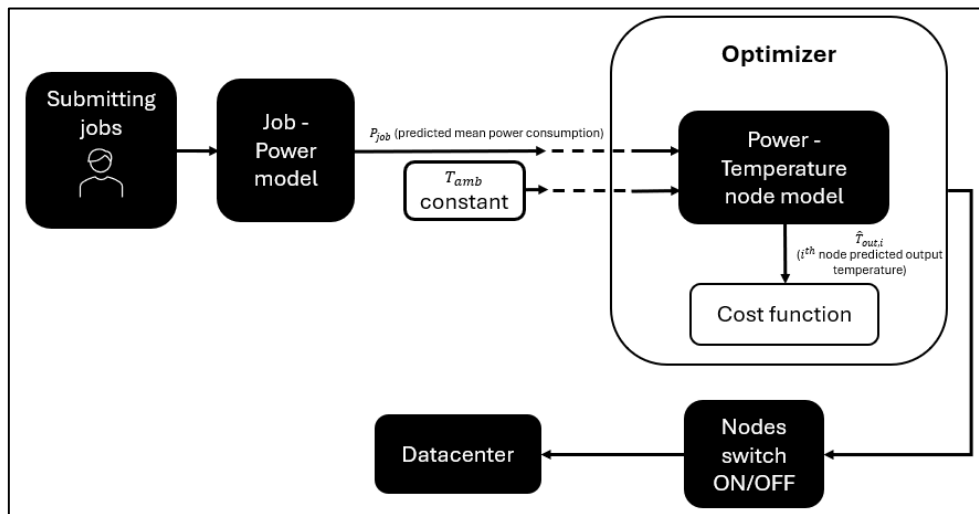 Optimizer
Submitting
jobs
Job -
Power
model
P_job (predicted mean power consumption)
T_amb
constant
Power -
Temperature
node model
T̂_out,i
(i^th node predicted output
temperature)
Cost function
Datacenter
Nodes
switch
ON/OFF